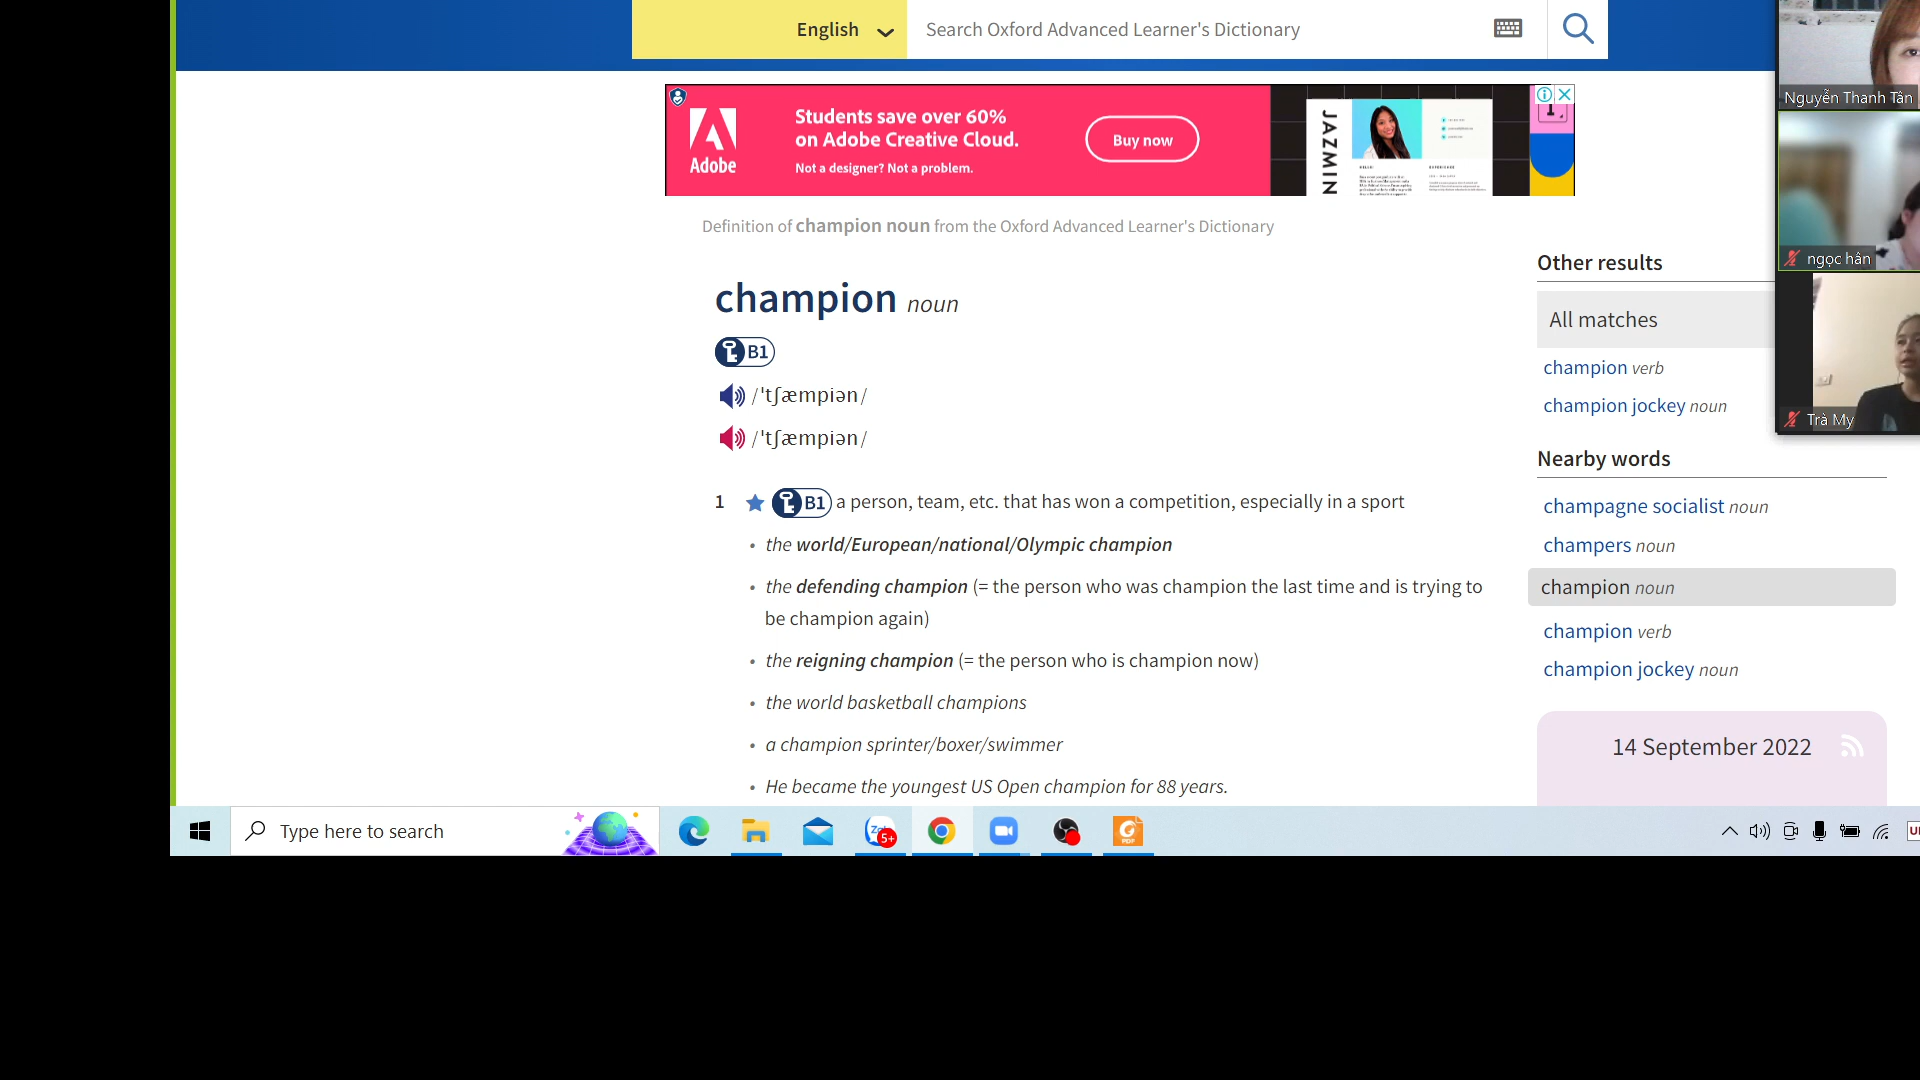 English
Search Oxford Advanced Learner's Dictionary
Adobe
Students save over 60%
on Adobe Creative Cloud.
Not a designer? Not a problem.
Buy now
JAZMIN
Nguyễn Thanh Tân
ngọc hân
Trà My
Definition of champion noun from the Oxford Advanced Learner's Dictionary
champion noun
B1
/ˈtʃæmpiən/
/ˈtʃæmpiən/
1 B1 a person, team, etc. that has won a competition, especially in a sport
• the world/European/national/Olympic champion
• the defending champion (= the person who was champion the last time and is trying to
be champion again)
• the reigning champion (= the person who is champion now)
• the world basketball champions
• a champion sprinter/boxer/swimmer
• He became the youngest US Open champion for 88 years.
Other results
All matches
champion verb
champion jockey noun
Nearby words
champagne socialist noun
champers noun
champion noun
champion verb
champion jockey noun
14 September 2022
Type here to search
5+
PDF